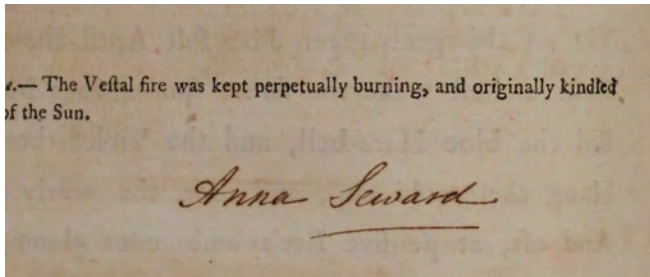 .— The Veſtal fire was kept perpetually burning, and originally kindled
of the Sun.
Anna Seward